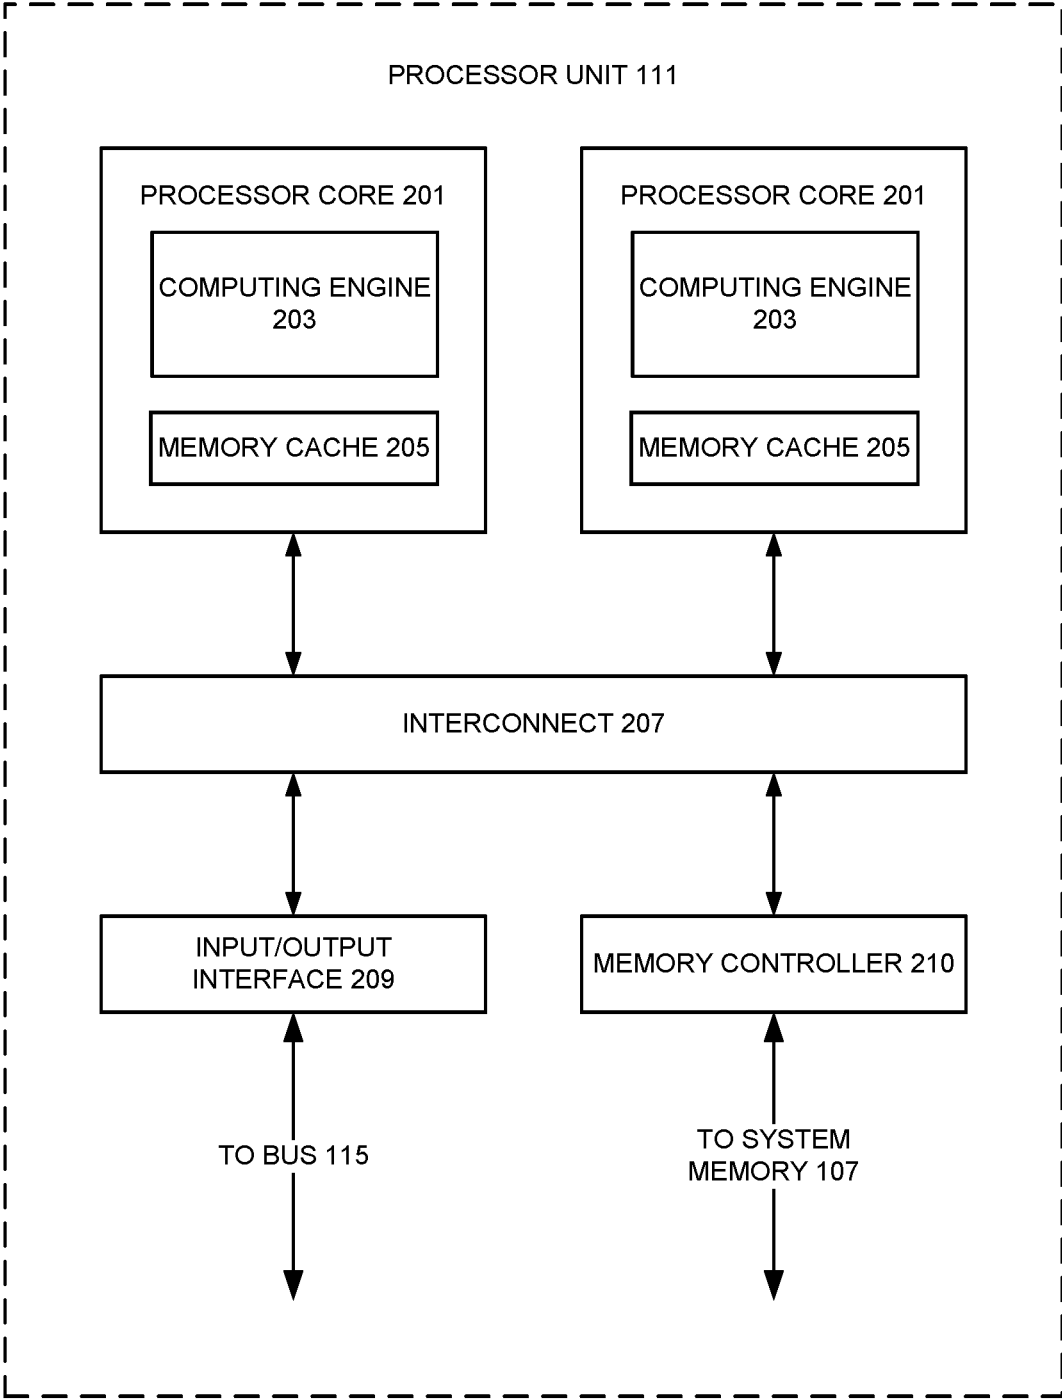 PROCESSOR UNIT 111
PROCESSOR CORE 201
COMPUTING ENGINE
203
MEMORY CACHE 205
PROCESSOR CORE 201
COMPUTING ENGINE
203
MEMORY CACHE 205
INTERCONNECT 207
INPUT/OUTPUT
INTERFACE 209
MEMORY CONTROLLER 210
TO BUS 115
TO SYSTEM
MEMORY 107